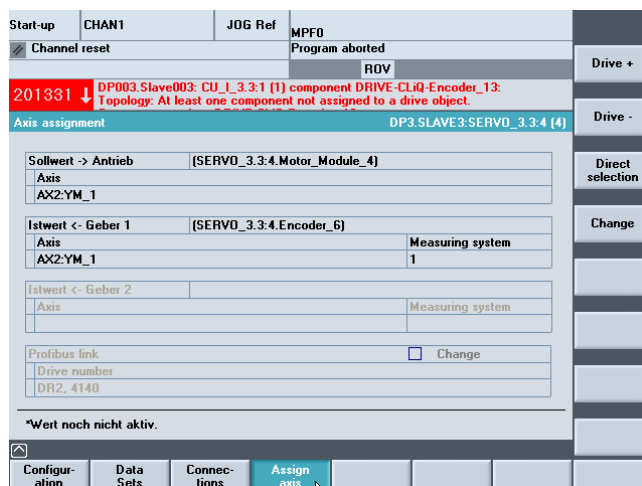 Start-up
CHAN1
JOG Ref
MPF0
Channel reset
Program aborted
ROV
201331
DP003.Slave003: CU_I_3.3:1 (1) component DRIVE-CLiQ-Encoder_13:
Topology: At least one component not assigned to a drive object.
Axis assignment
DP3.SLAVE3:SERVO_3.3:4 (4)
Sollwert -> Antrieb
(SERVO_3.3:4.Motor_Module_4)
Axis
AX2:YM_1
Istwert <- Geber 1
(SERVO_3.3:4.Encoder_6)
Axis
Measuring system
AX2:YM_1
1
Istwert <- Geber 2
Axis
Measuring system
Profibus link
Change
Drive number
DR2, 4140
*Wert noch nicht aktiv.
Drive +
Drive -
Direct
selection
Change
Configur-
ation
Data
Sets
Connec-
tions
Assign
axis